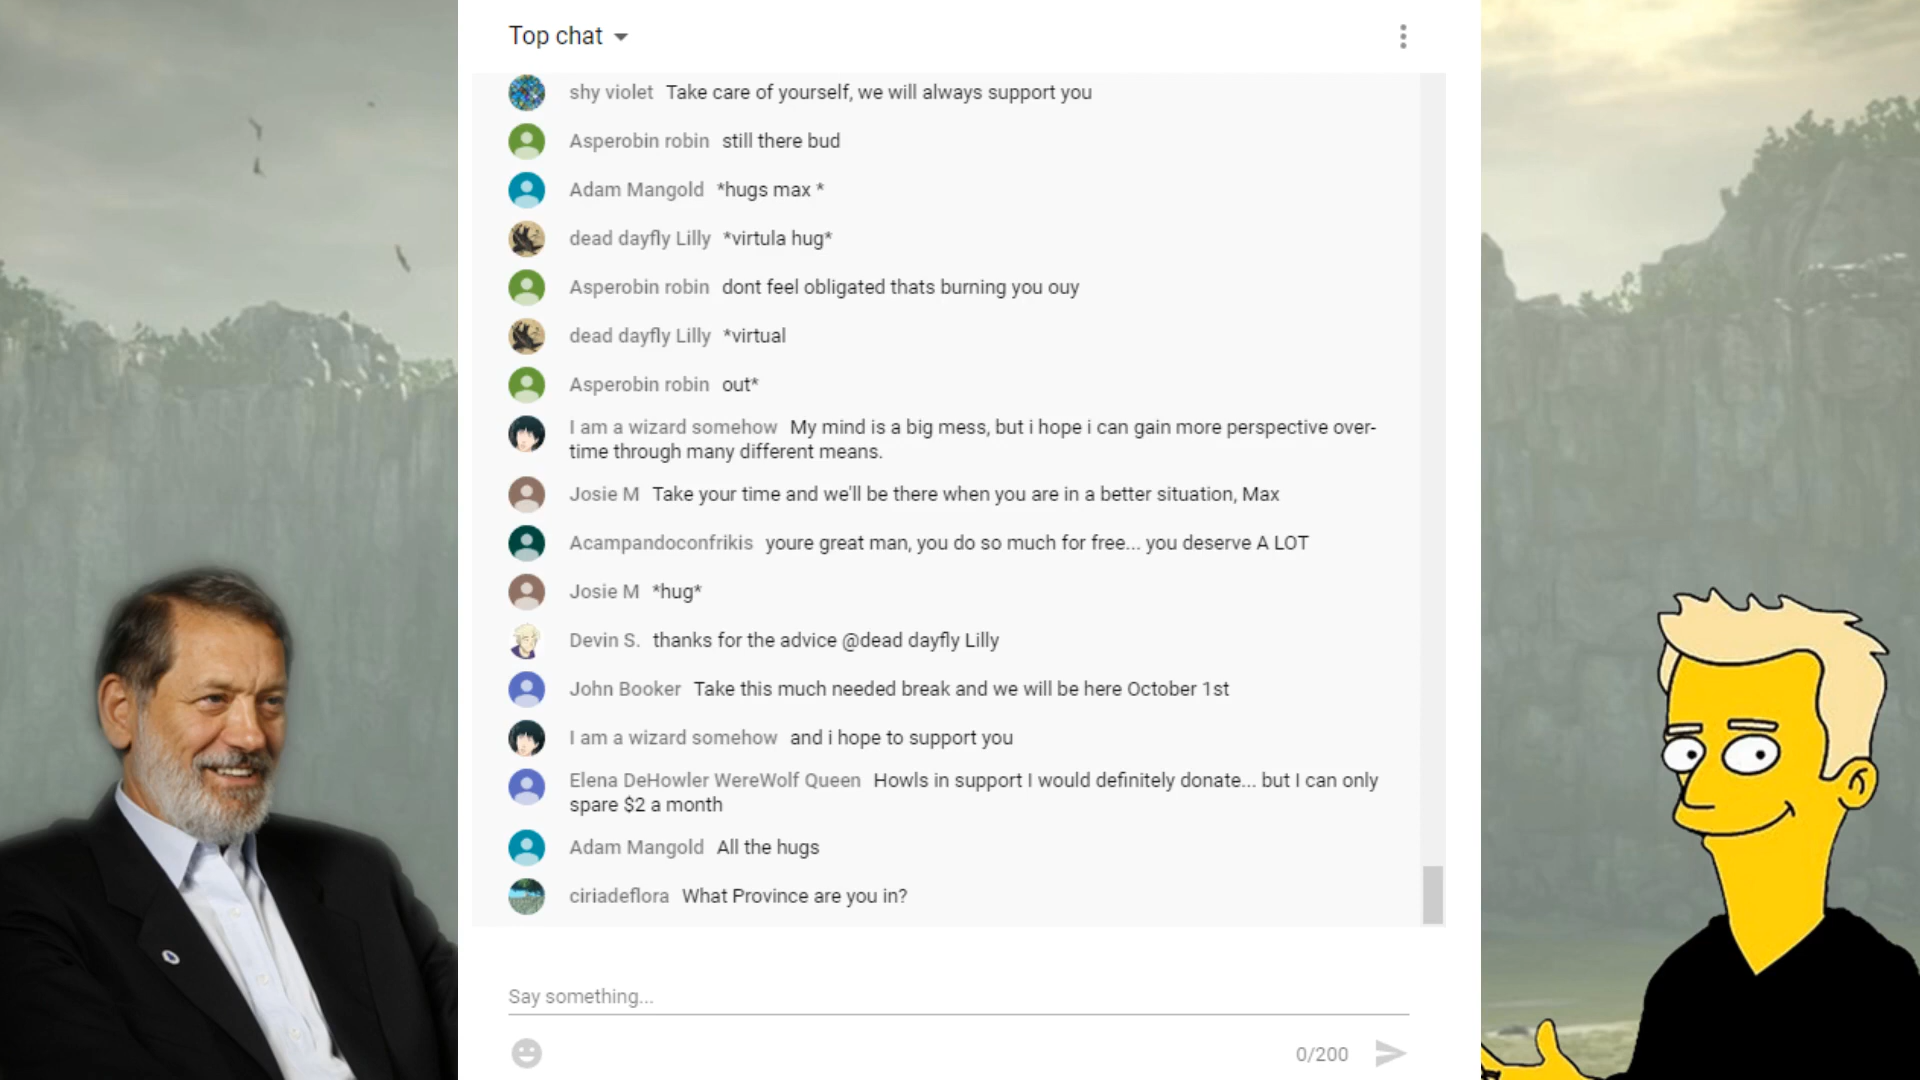 Top chat
shy violet Take care of yourself, we will always support you
Asperobin robin still there bud
Adam Mangold *hugs max *
dead dayfly Lilly *virtula hug*
Asperobin robin dont feel obligated thats burning you ouy
dead dayfly Lilly *virtual
Asperobin robin out*
I am a wizard somehow My mind is a big mess, but i hope i can gain more perspective over-
time through many different means.
Josie M Take your time and we'll be there when you are in a better situation, Max
Acampandoconfrikis youre great man, you do so much for free... you deserve A LOT
Josie M *hug*
Devin S. thanks for the advice @dead dayfly Lilly
John Booker Take this much needed break and we will be here October 1st
I am a wizard somehow and i hope to support you
Elena DeHowler WereWolf Queen Howls in support I would definitely donate... but I can only
spare $2 a month
Adam Mangold All the hugs
ciriadeflora What Province are you in?
Say something...
0/200